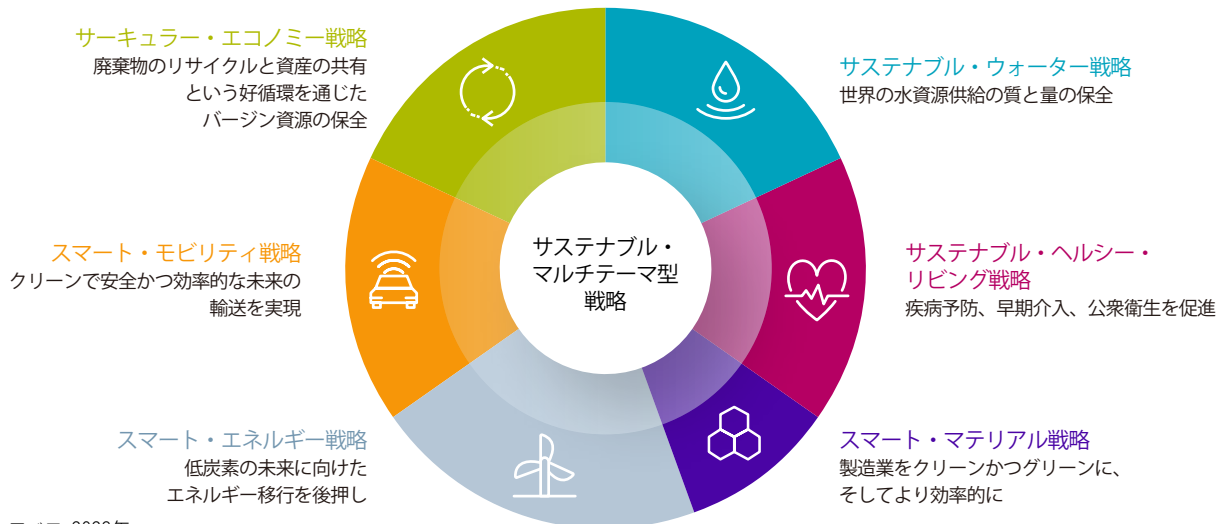 サーキュラー・エコノミー戦略
廃棄物のリサイクルと資産の共有
という好循環を通じた
バージン資源の保全
サステナブル・ウォーター戦略
世界の水資源供給の質と量の保全
スマート・モビリティ戦略
クリーンで安全かつ効率的な未来の
輸送を実現
サステナブル・
マルチテーマ型
戦略
サステナブル・ヘルシー・
リビング戦略
疾病予防、早期介入、公衆衛生を促進
スマート・エネルギー戦略
低炭素の未来に向けた
エネルギー移行を後押し
スマート・マテリアル戦略
製造業をクリーンかつグリーンに、
そしてより効率的に